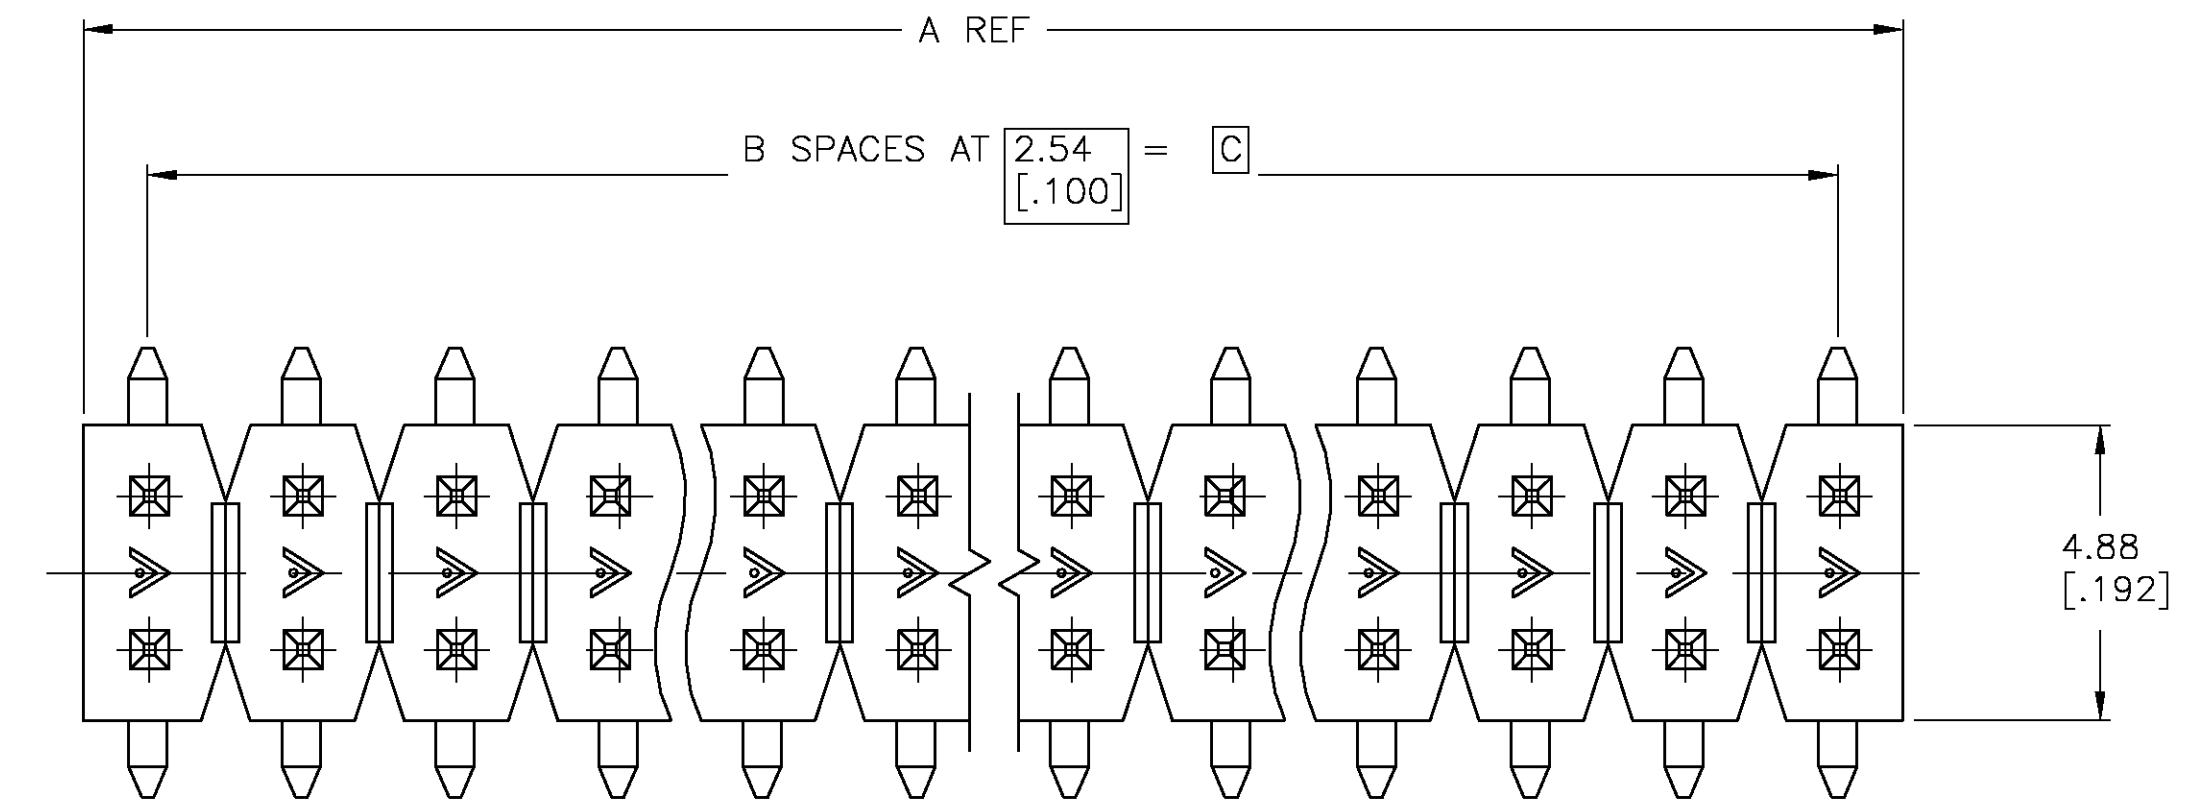 A REF
B SPACES AT 2.54 = C
[.100]
4.88
[.192]